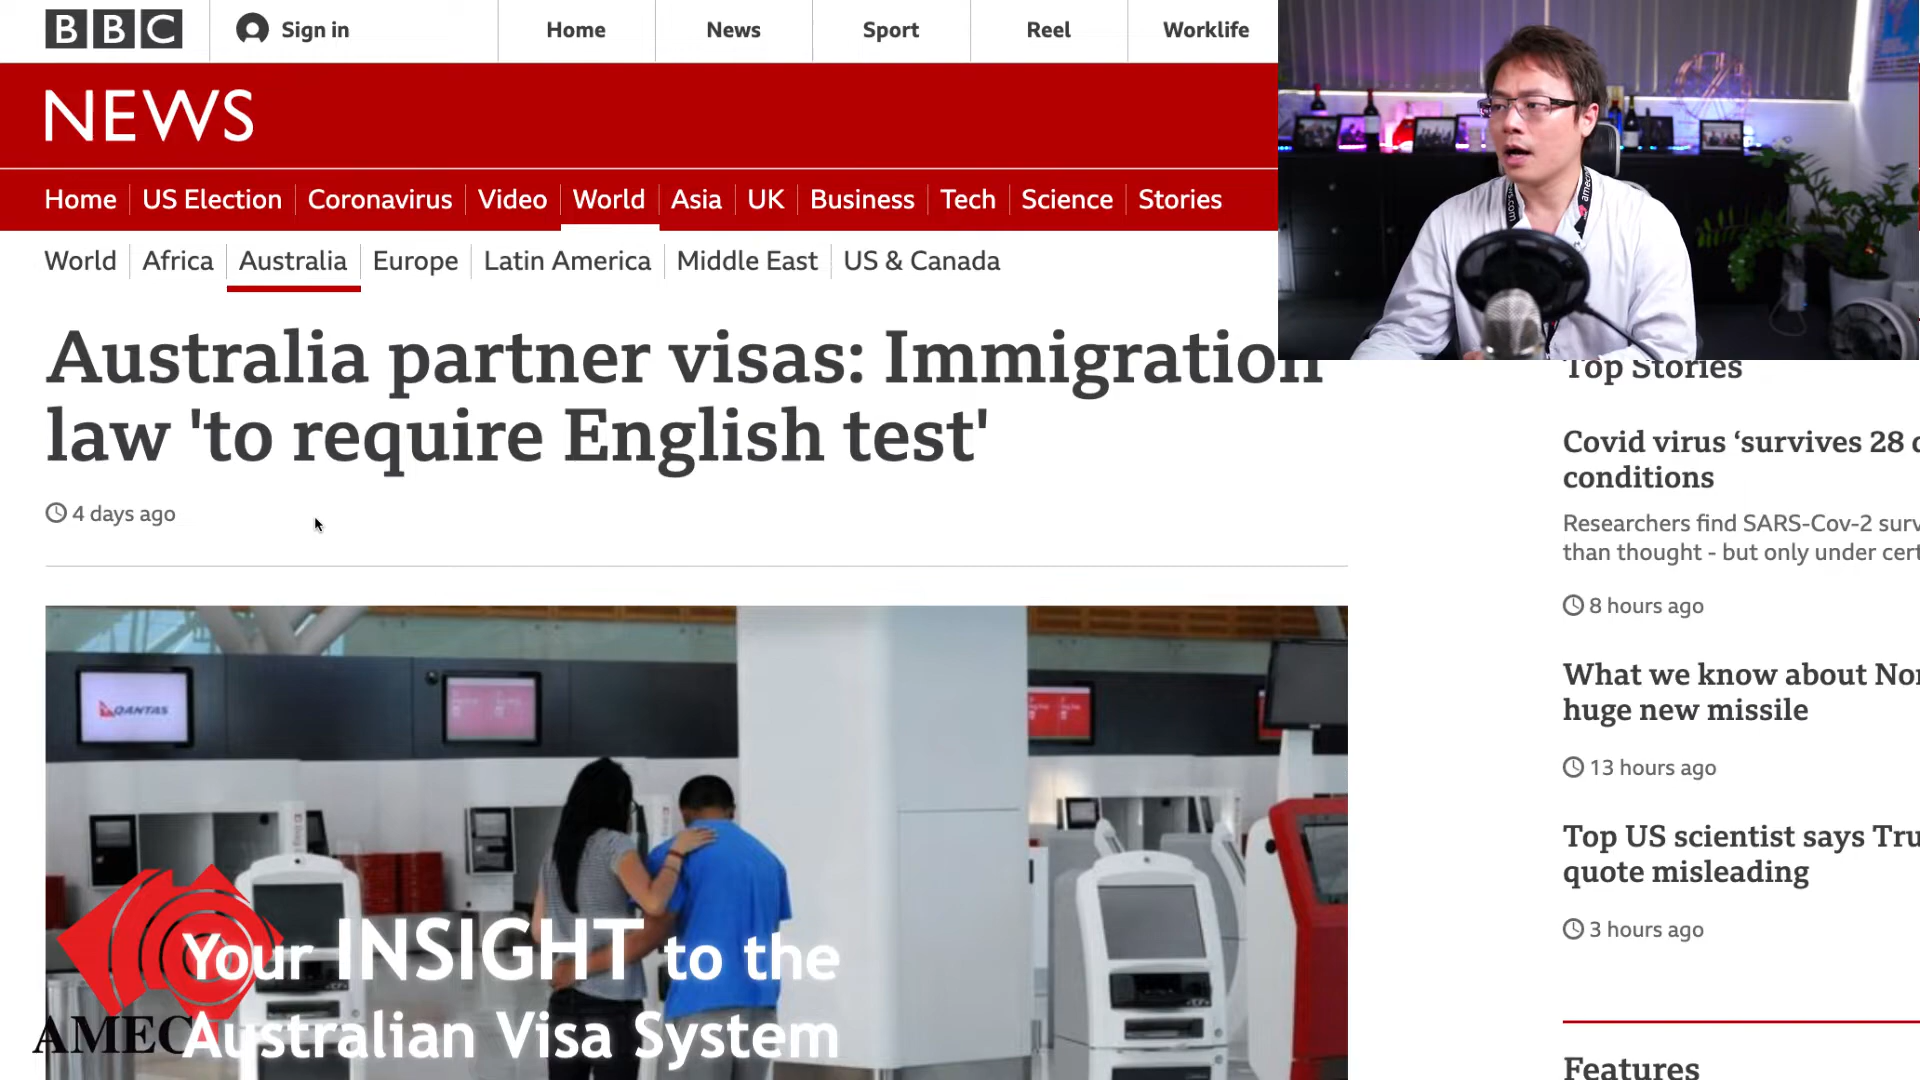 BBC
Sign in
Home
News
Sport
Reel
Worklife
NEWS
Home
US Election
Coronavirus
Video
World
Asia
UK
Business
Tech
Science
Stories
World
Africa
Australia
Europe
Latin America
Middle East
US & Canada
Australia partner visas: Immigration
law 'to require English test'
4 days ago
QANTAS
Your INSIGHT to the
Australian Visa System
AMEC
Top Stories
Covid virus ‘survives 28
conditions
Researchers find SARS-Cov-2
than thought - but only under
8 hours ago
What we know about
huge new missile
13 hours ago
Top US scientist says
quote misleading
3 hours ago
Features